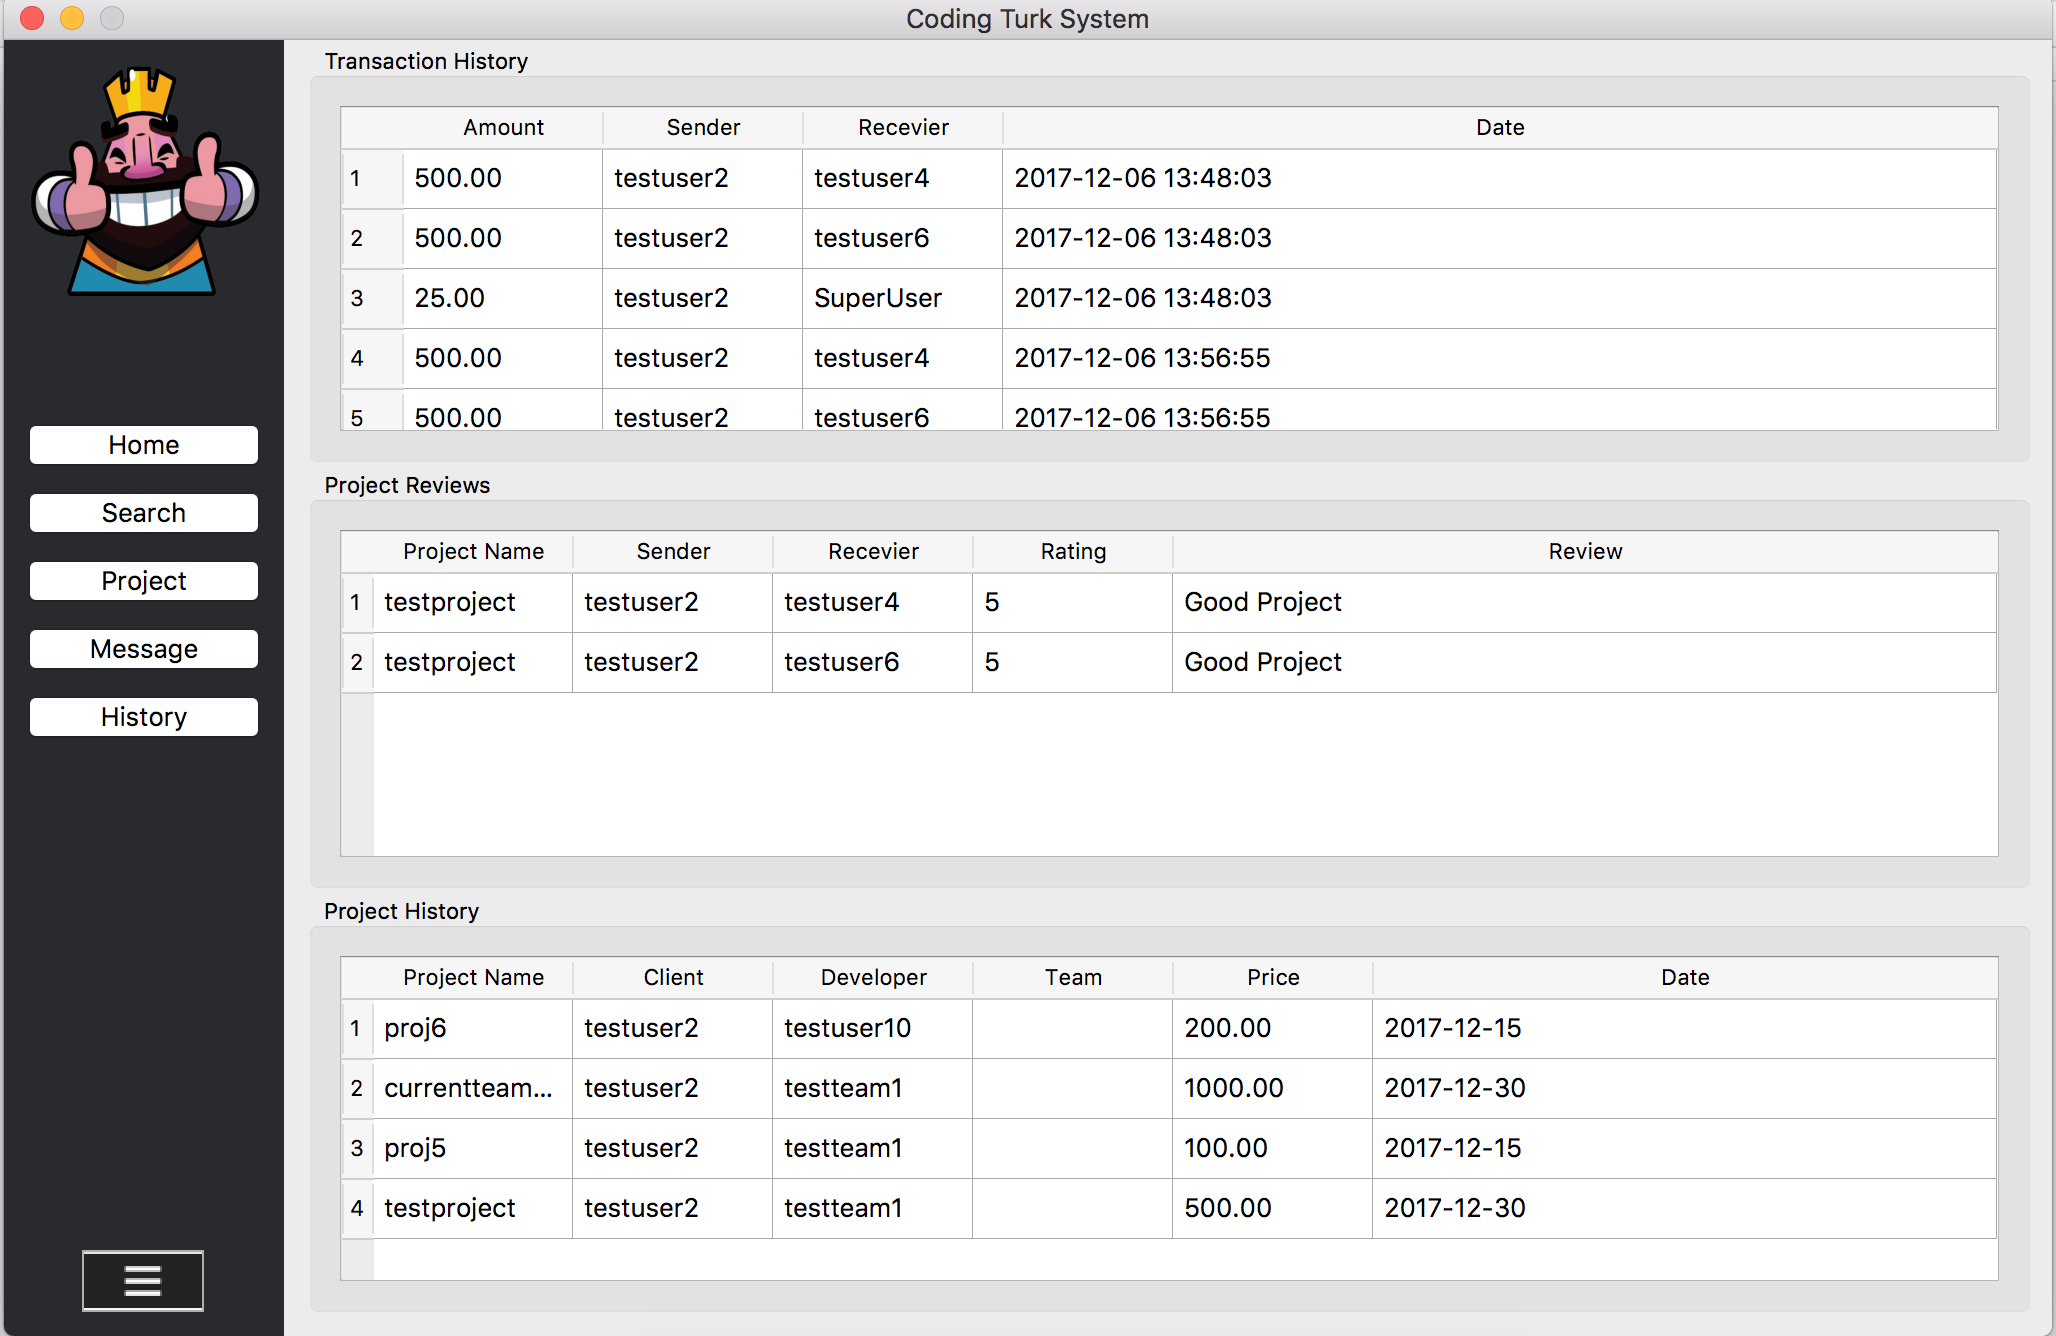 Coding Turk System
Home
Search
Project
Message
History
Transaction History
Amount Sender Recevier Date
1 500.00 testuser2 testuser4 2017-12-06 13:48:03
2 500.00 testuser2 testuser6 2017-12-06 13:48:03
3 25.00 testuser2 SuperUser 2017-12-06 13:48:03
4 500.00 testuser2 testuser4 2017-12-06 13:56:55
5 500.00 testuser2 testuser6 2017-12-06 13:56:55
Project Reviews
Project Name Sender Recevier Rating Review
1 testproject testuser2 testuser4 5 Good Project
2 testproject testuser2 testuser6 5 Good Project
Project History
Project Name Client Developer Team Price Date
1 proj6 testuser2 testuser10 200.00 2017-12-15
2 currentteam... testuser2 testteam1 1000.00 2017-12-30
3 proj5 testuser2 testteam1 100.00 2017-12-15
4 testproject testuser2 testteam1 500.00 2017-12-30